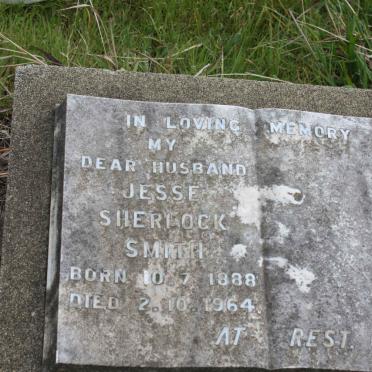 IN LOVING MEMORY
MY
DEAR HUSBAND
JESSE
SHERLOCK
SMITH
BORN 10.7.1888
DIED 2.10.1964
AT REST.